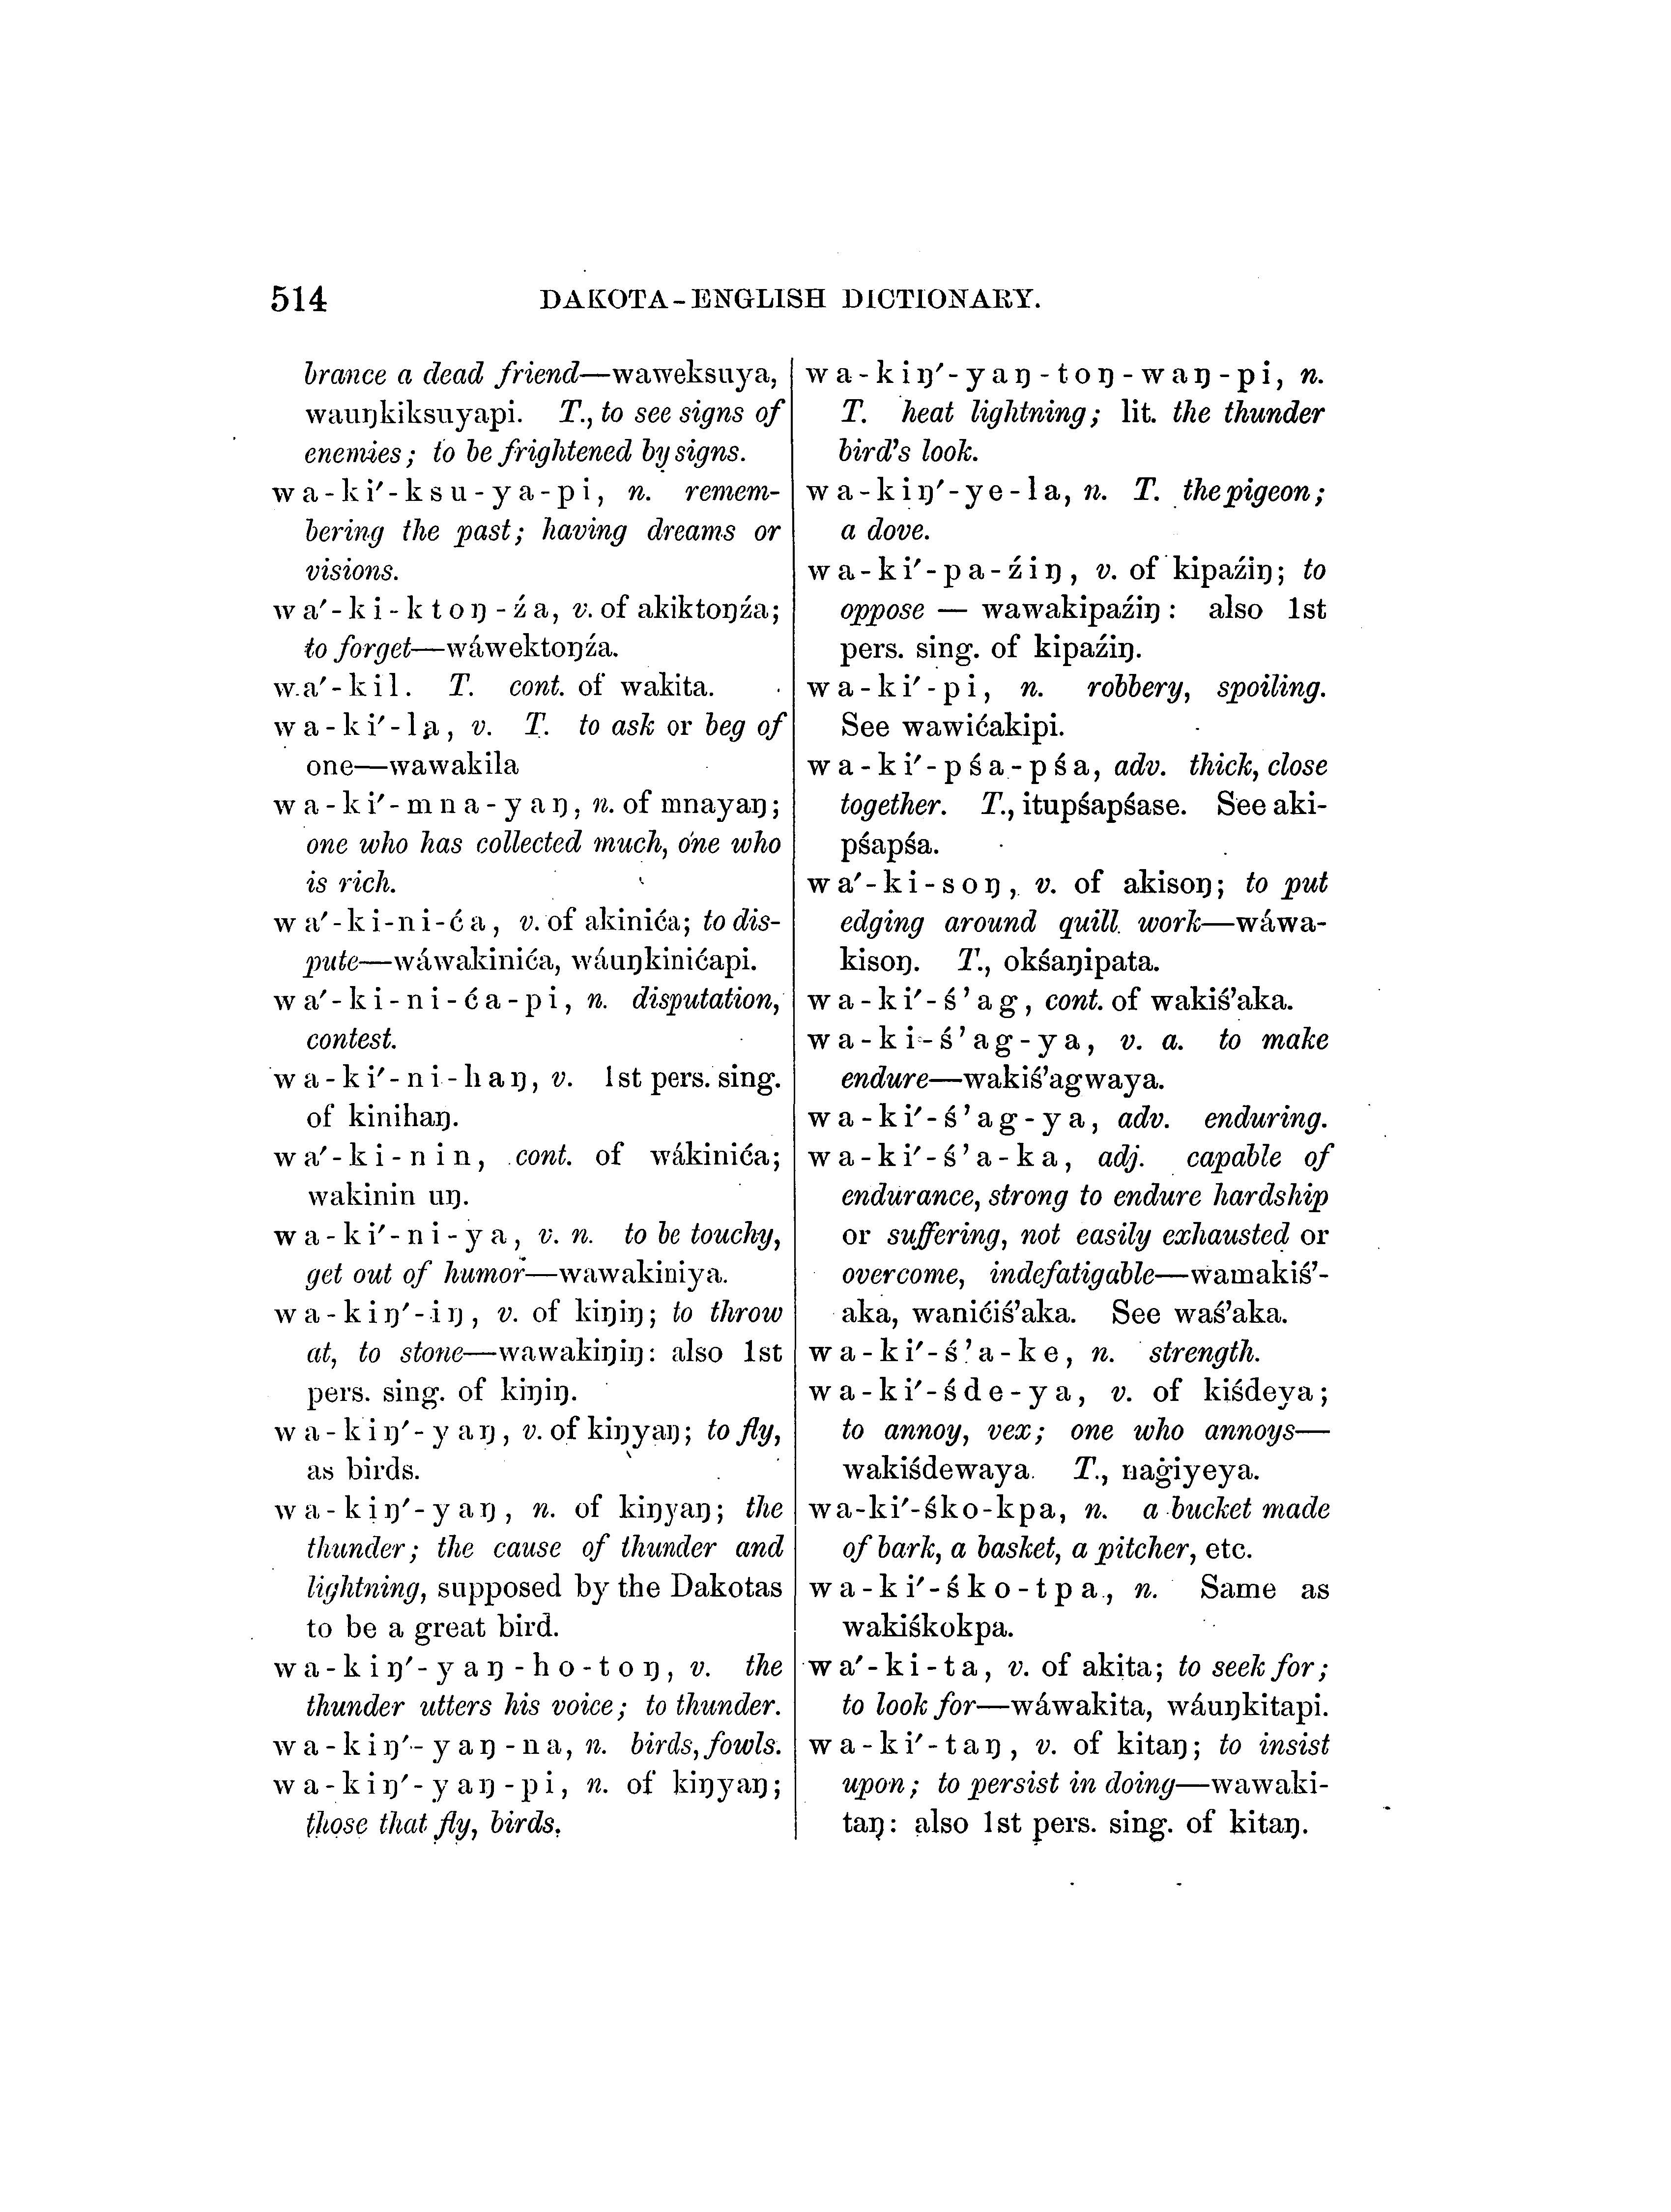 514 DAKOTA-ENGLISH DICTIONARY.
brance a dead friend—waweksuya,
wauŋkiksuyapi. T., to see signs of
enemies; to be frightened by signs.
wa-ki′-ksu-ya-pi, n. remem-
bering the past; having dreams or
visions.
wa′-ki-ktoŋ-źa, v. of akiktoŋźa;
to forget—wáwektoŋźa.
wa′-kil. T. cont. of wakita.
wa-ki′-la, v. T. to ask or beg of
one—wawakila
wa-ki′-mna-yaŋ, n. of mnayaŋ;
one who has collected much, one who
is rich.
wa′-ki-ni-ća, v. of akinića; to dis-
pute—wáwakinića, wáuŋkinićapi.
wa′-ki-ni-ća-pi, n. disputation,
contest.
wa-ki′-ni-haŋ, v. 1st pers. sing.
of kinihaŋ.
wa′-ki-nin, cont. of wákinića;
wakinin uŋ.
wa-ki′-ni-ya, v. n. to be touchy,
get out of humor—wawakiniya.
wa-kiŋ′-iŋ, v. of kiŋiŋ; to throw
at, to stone—wawakiŋiŋ: also 1st
pers. sing. of kiŋiŋ.
wa-kiŋ′-yaŋ, v. of kiŋyaŋ; to fly,
as birds.
wa-kiŋ′-yaŋ, n. of kiŋyaŋ; the
thunder; the cause of thunder and
lightning, supposed by the Dakotas
to be a great bird.
wa-kiŋ′-yaŋ-ho-toŋ, v. the
thunder utters his voice; to thunder.
wa-kiŋ′-yaŋ-na, n. birds, fowls.
wa-kiŋ′-yaŋ-pi, n. of kiŋyaŋ;
those that fly, birds.
wa-kiŋ′-yaŋ-toŋ-waŋ-pi, n.
T. heat lightning; lit. the thunder
bird's look.
wa-kiŋ′-ye-la, n. T. the pigeon;
a dove.
wa-ki′-pa-źiŋ, v. of kipaźiŋ; to
oppose — wawakipaźiŋ: also 1st
pers. sing. of kipaźiŋ.
wa-ki′-pi, n. robbery, spoiling.
See wawićakipi.
wa-ki′-pśa-pśa, adv. thick, close
together. T., itupśapśase. See aki-
pśapśa.
wa′-ki-soŋ, v. of akisoŋ; to put
edging around quill work—wáwa-
kisoŋ. T., okśaŋipata.
wa-ki′-ś’ag, cont. of wakiś’aka.
wa-ki-ś’ag-ya, v. a. to make
endure—wakiś’agwaya.
wa-ki′-ś’ag-ya, adv. enduring.
wa-ki′-ś’a-ka, adj. capable of
endurance, strong to endure hardship
or suffering, not easily exhausted or
overcome, indefatigable—wamakiś’-
aka, wanićiś’aka. See waś’aka.
wa-ki′-ś’a-ke, n. strength.
wa-ki′-śde-ya, v. of kiśdeya;
to annoy, vex; one who annoys—
wakiśdewaya. T., naġiyeya.
wa-ki′-śko-kpa, n. a bucket made
of bark, a basket, a pitcher, etc.
wa-ki′-śko-tpa, n. Same as
wakiśkokpa.
wa′-ki-ta, v. of akita; to seek for;
to look for—wáwakita, wáuŋkitapi.
wa-ki′-taŋ, v. of kitaŋ; to insist
upon; to persist in doing—wawaki-
taŋ: also 1st pers. sing. of kitaŋ.